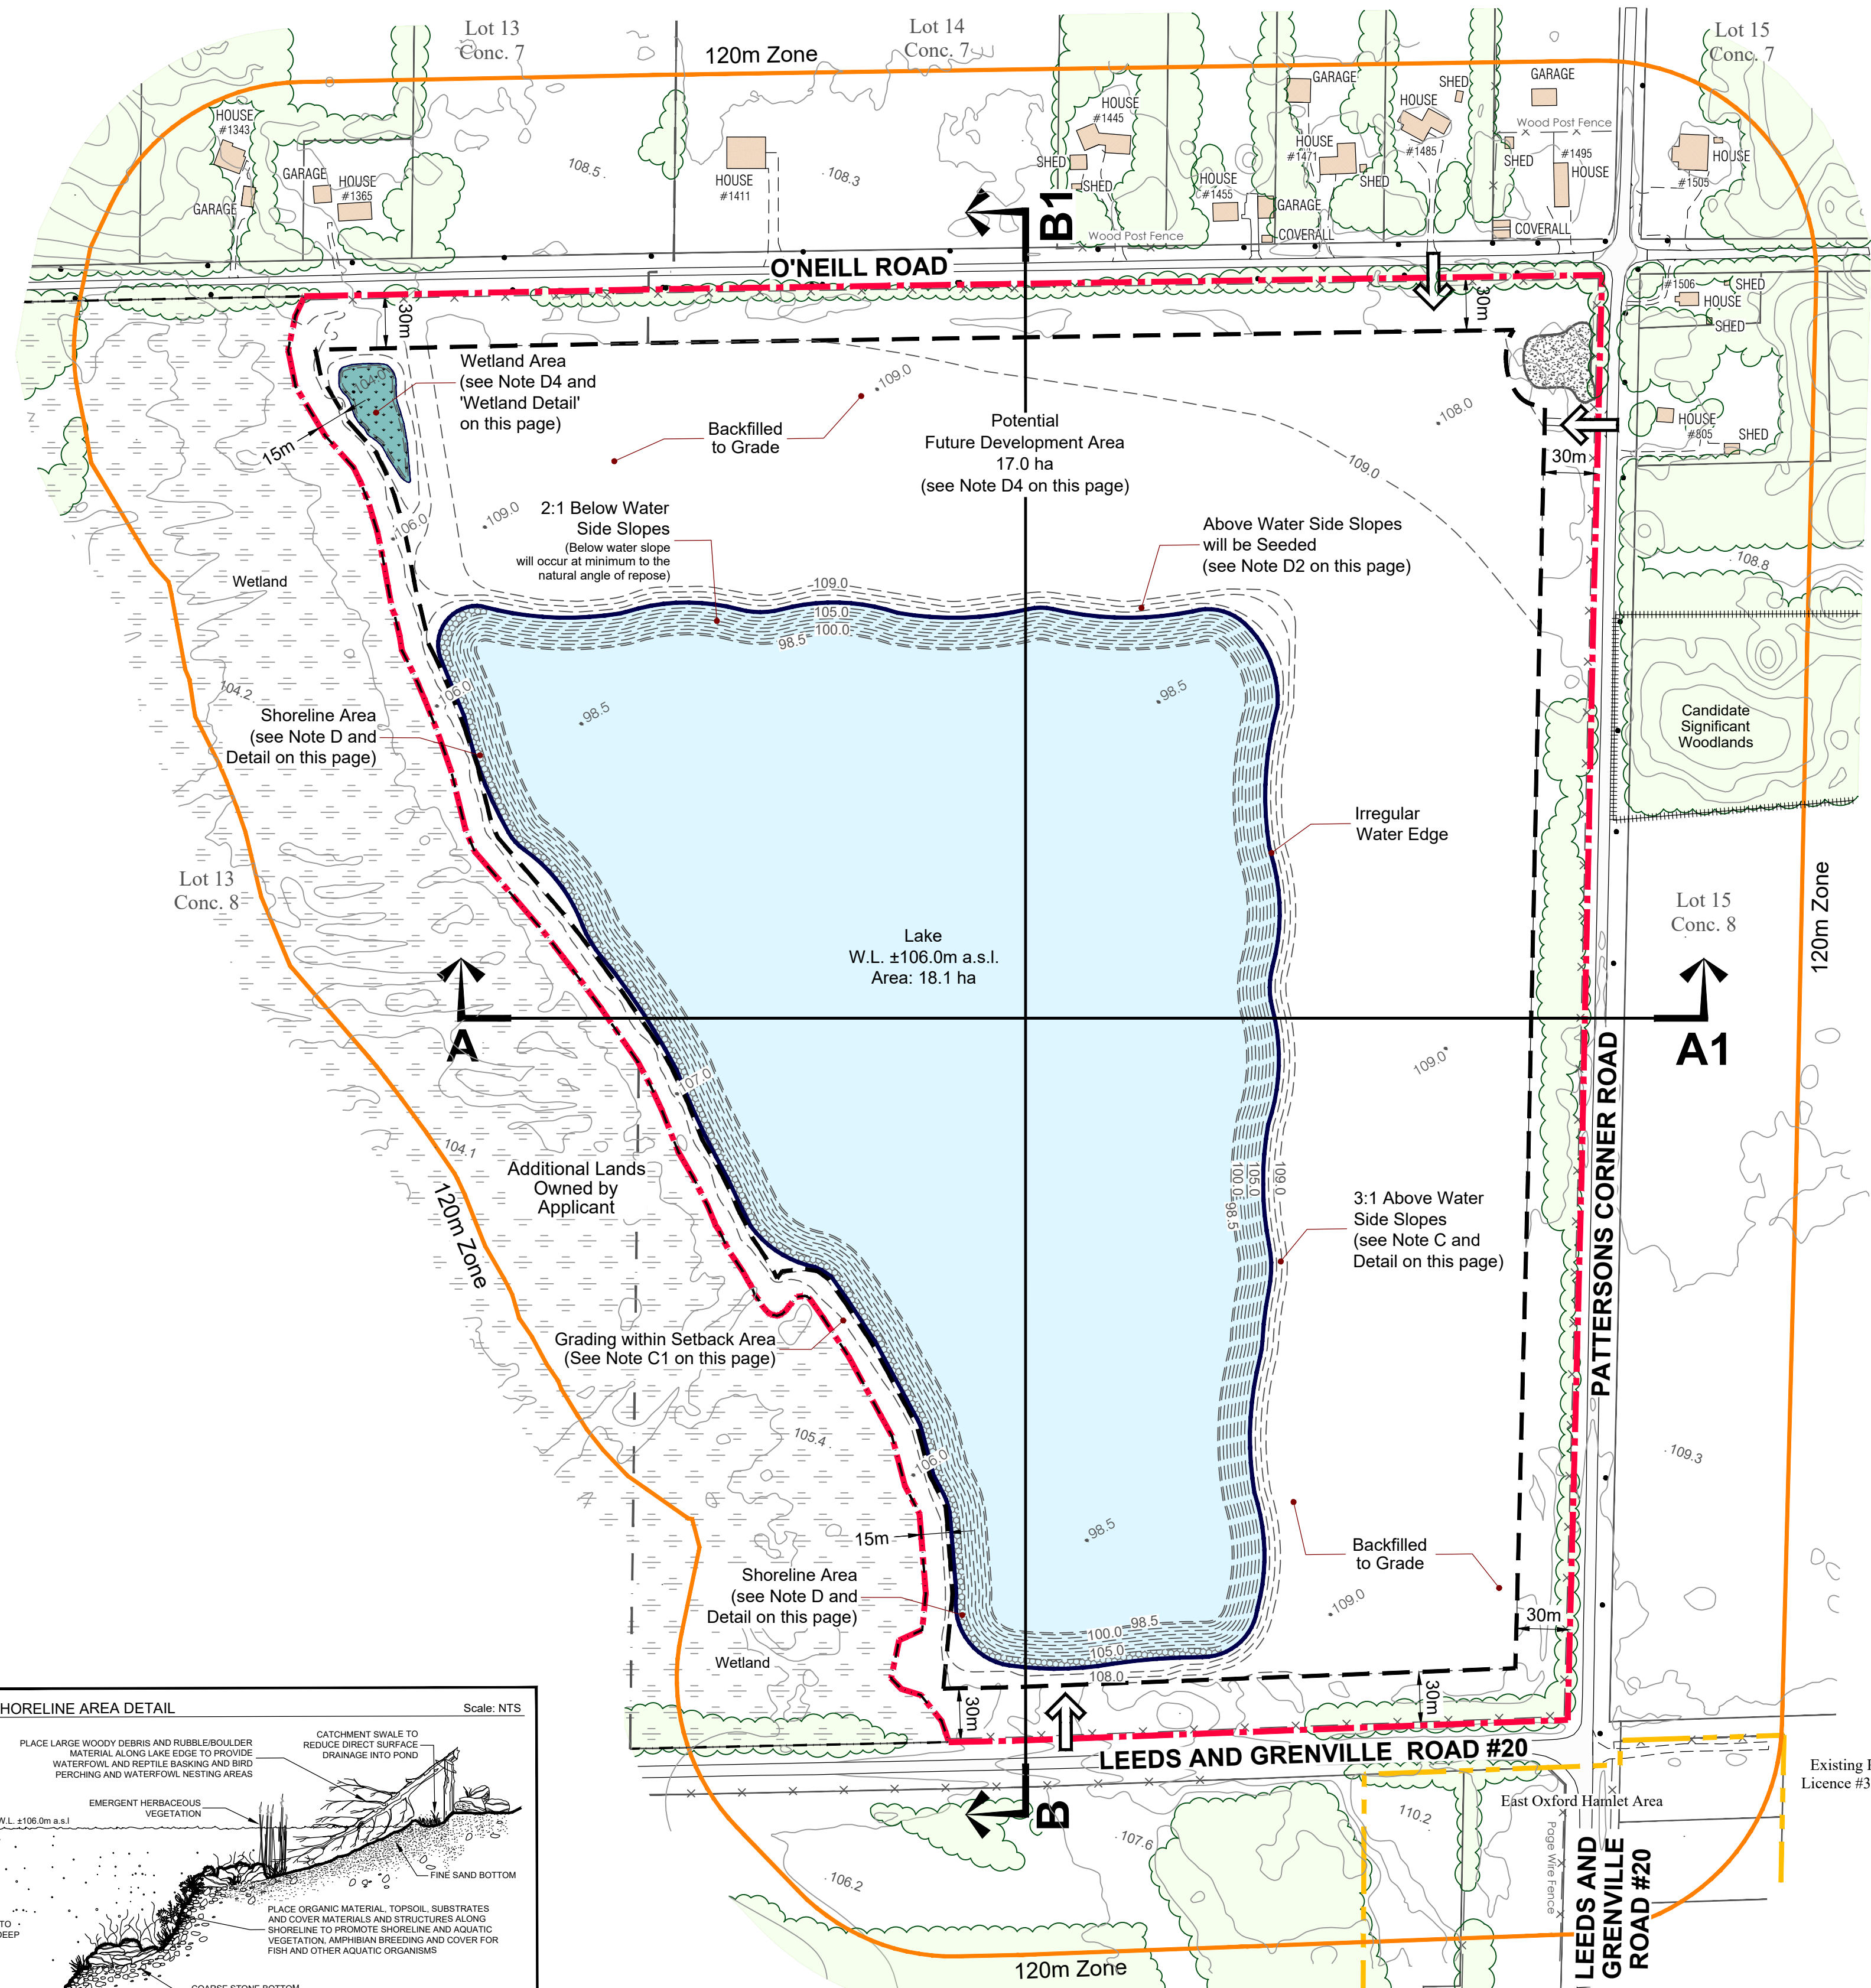 Lot 13
Conc. 7
Lot 14
Conc. 7
Lot 15
Conc. 7
120m Zone
HOUSE
#1343
GARAGE
GARAGE
HOUSE
#1365
108.5
HOUSE
#1411
108.3
HOUSE
#1445
SHED
SHED
GARAGE
HOUSE
#1455
GARAGE
COVERALL
HOUSE
#1471
SHED
HOUSE
#1485
SHED
GARAGE
Wood Post Fence
SHED
#1495
HOUSE
COVERALL
HOUSE
#1505
Wood Post Fence
B1
O'NEILL ROAD
30m
30m
#1506
SHED
HOUSE
SHED
HOUSE
#805
SHED
104.0
Wetland Area
(see Note D4 and
'Wetland Detail'
on this page)
15m
109.0
Backfilled
to Grade
Potential
Future Development Area
17.0 ha
(see Note D4 on this page)
108.0
109.0
30m
106.0
109.0
2:1 Below Water
Side Slopes
(Below water slope
will occur at minimum to the
natural angle of repose)
Above Water Side Slopes
will be Seeded
(see Note D2 on this page)
108.8
Wetland
109.0
105.0
100.0
98.5
104.2
106.0
98.5
98.5
Shoreline Area
(see Note D and
Detail on this page)
Candidate
Significant
Woodlands
Irregular
Water Edge
Lot 13
Conc. 8
Lot 15
Conc. 8
120m Zone
Lake
W.L. ±106.0m a.s.l.
Area: 18.1 ha
A
A1
107.0
109.0
104.1
Additional Lands
Owned by
Applicant
120m Zone
100.0
105.0
109.0
98.5
3:1 Above Water
Side Slopes
(see Note C and
Detail on this page)
PATTERSONS CORNER ROAD
Grading within Setback Area
(See Note C1 on this page)
105.4
106.0
109.3
15m
98.5
Backfilled
to Grade
Shoreline Area
(see Note D and
Detail on this page)
109.0
30m
100.0
98.5
105.0
108.0
Wetland
30m
30m
LEEDS AND GRENVILLE ROAD #20
B
East Oxford Hamlet Area
Licence #3
110.2
107.6
106.2
Page Wire Fence
LEEDS AND
GRENVILLE
ROAD #20
120m Zone
HORELINE AREA DETAIL
Scale: NTS
PLACE LARGE WOODY DEBRIS AND RUBBLE/BOULDER
MATERIAL ALONG LAKE EDGE TO PROVIDE
WATERFOWL AND REPTILE BASKING AND BIRD
PERCHING AND WATERFOWL NESTING AREAS
CATCHMENT SWALE TO
REDUCE DIRECT SURFACE
DRAINAGE INTO POND
EMERGENT HERBACEOUS
VEGETATION
W.L. ±106.0m a.s.l
FINE SAND BOTTOM
PLACE ORGANIC MATERIAL, TOPSOIL, SUBSTRATES
AND COVER MATERIALS AND STRUCTURES ALONG
SHORELINE TO PROMOTE SHORELINE AND AQUATIC
VEGETATION, AMPHIBIAN BREEDING AND COVER FOR
FISH AND OTHER AQUATIC ORGANISMS
TO
DEEP
COARSE STONE BOTTOM
Existing